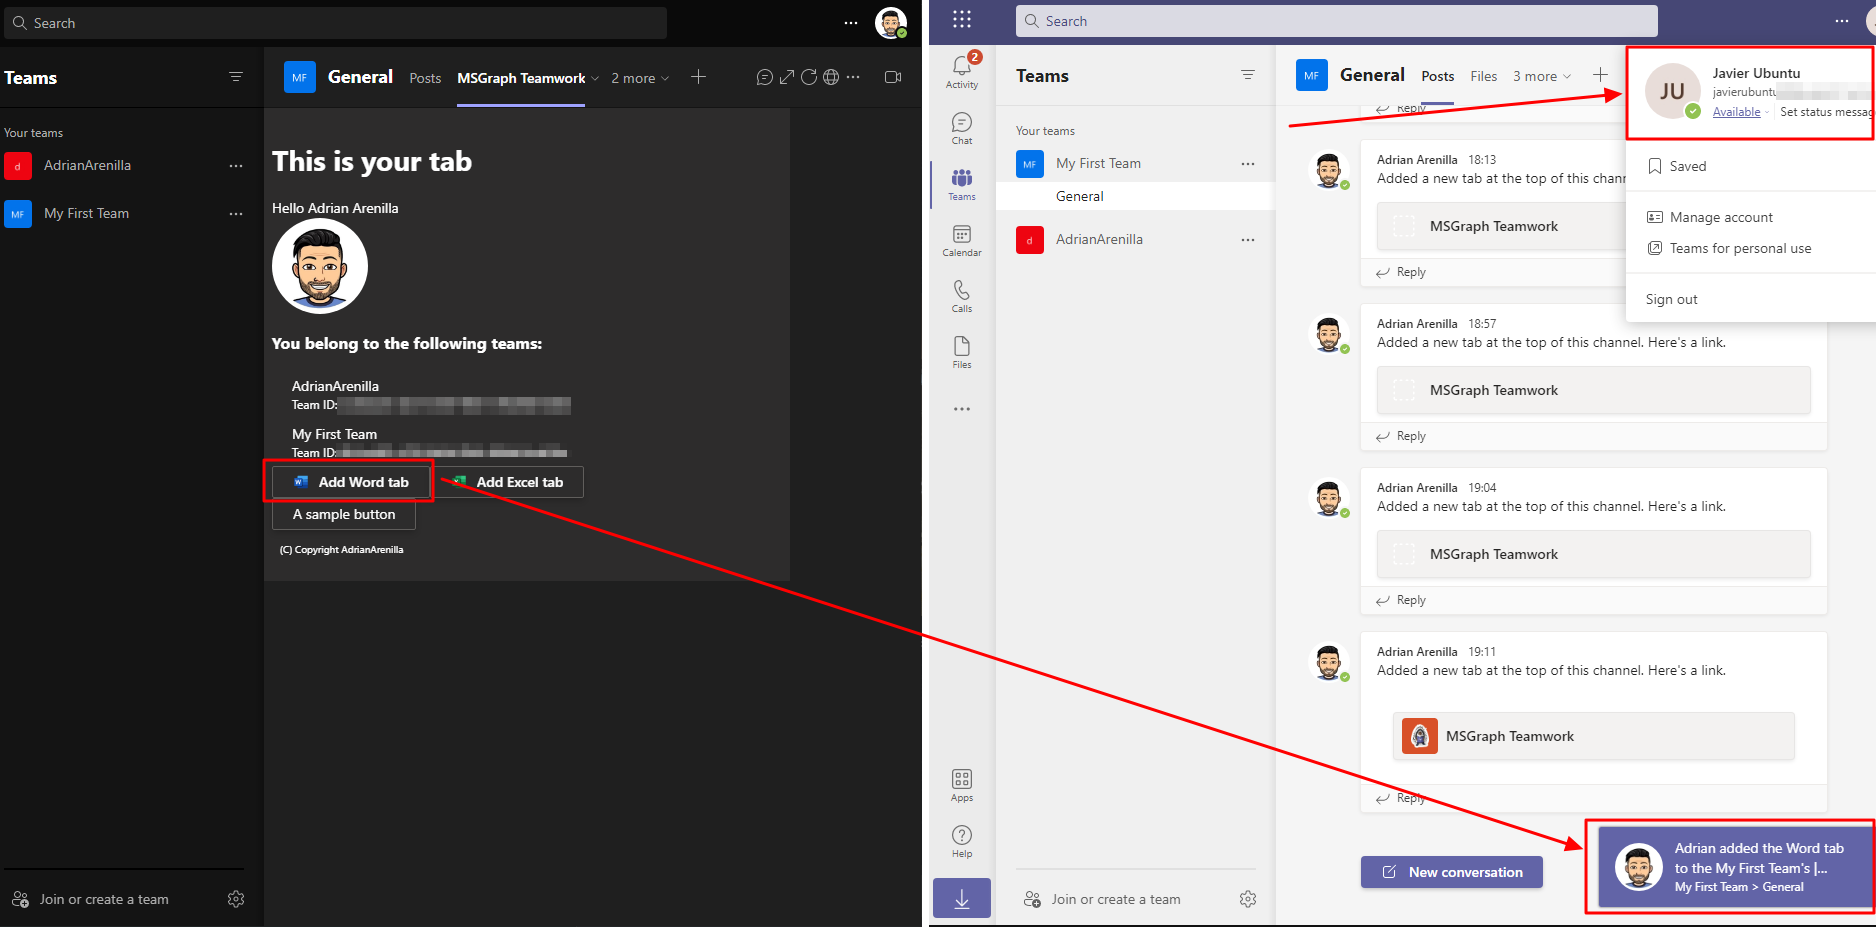 Search
Teams
Your teams
d AdrianArenilla
MF My First Team
Join or create a team
MF General Posts MSGraph Teamwork 2 more
This is your tab
Hello Adrian Arenilla
You belong to the following teams:
AdrianArenilla
Team ID:
My First Team
Team ID:
Add Word tab Add Excel tab
A sample button
(C) Copyright AdrianArenilla
Search
2
Activity
Chat
Teams
Calendar
Calls
Files
Apps
Help
Teams
Your teams
MF My First Team
General
d AdrianArenilla
Join or create a team
MF General Posts Files 3 more
Reply
Adrian Arenilla 18:13
Added a new tab at the top of this chann
MSGraph Teamwork
Reply
Adrian Arenilla 18:57
Added a new tab at the top of this channel. Here's a link.
MSGraph Teamwork
Reply
Adrian Arenilla 19:04
Added a new tab at the top of this channel. Here's a link.
MSGraph Teamwork
Reply
Adrian Arenilla 19:11
Added a new tab at the top of this channel. Here's a link.
MSGraph Teamwork
Reply
New conversation
JU
Javier Ubuntu
javierubuntu
Available Set status messag
Saved
Manage account
Teams for personal use
Sign out
Adrian added the Word tab
to the My First Team's |...
My First Team > General